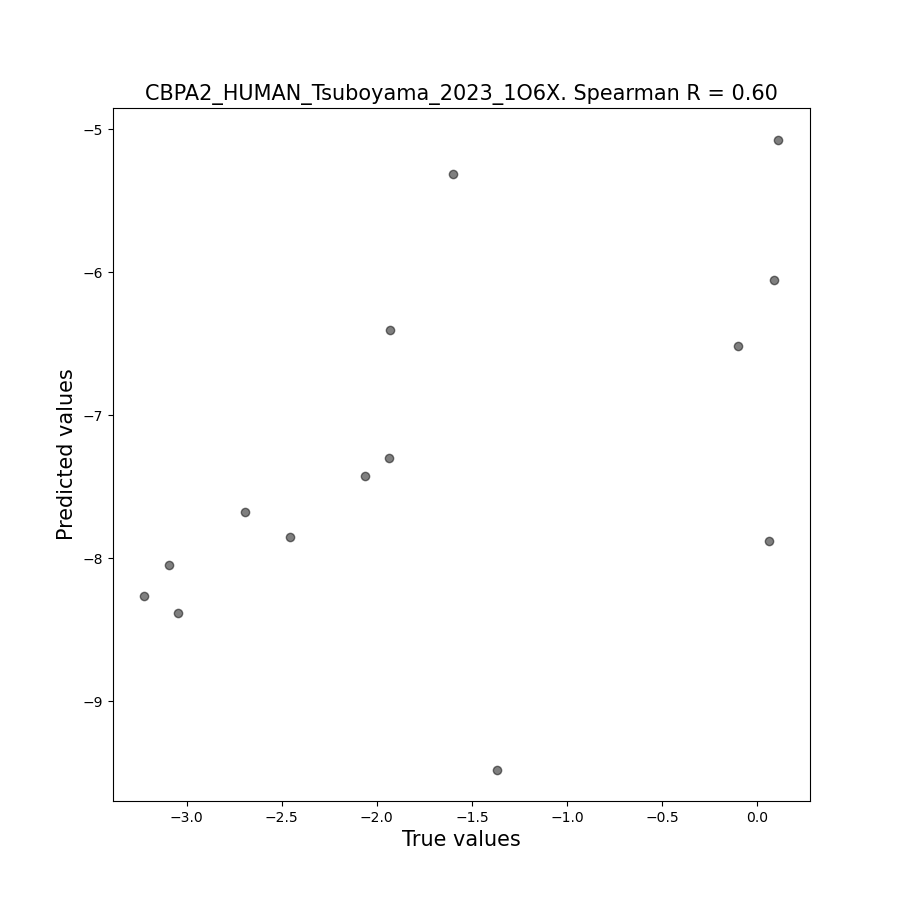 CBPA2_HUMAN_Tsuboyama_2023_1O6X. Spearman R = 0.60
−5
−6
−7
−8
−9
Predicted values
−3.0 −2.5 −2.0 −1.5 −1.0 −0.5 0.0
True values